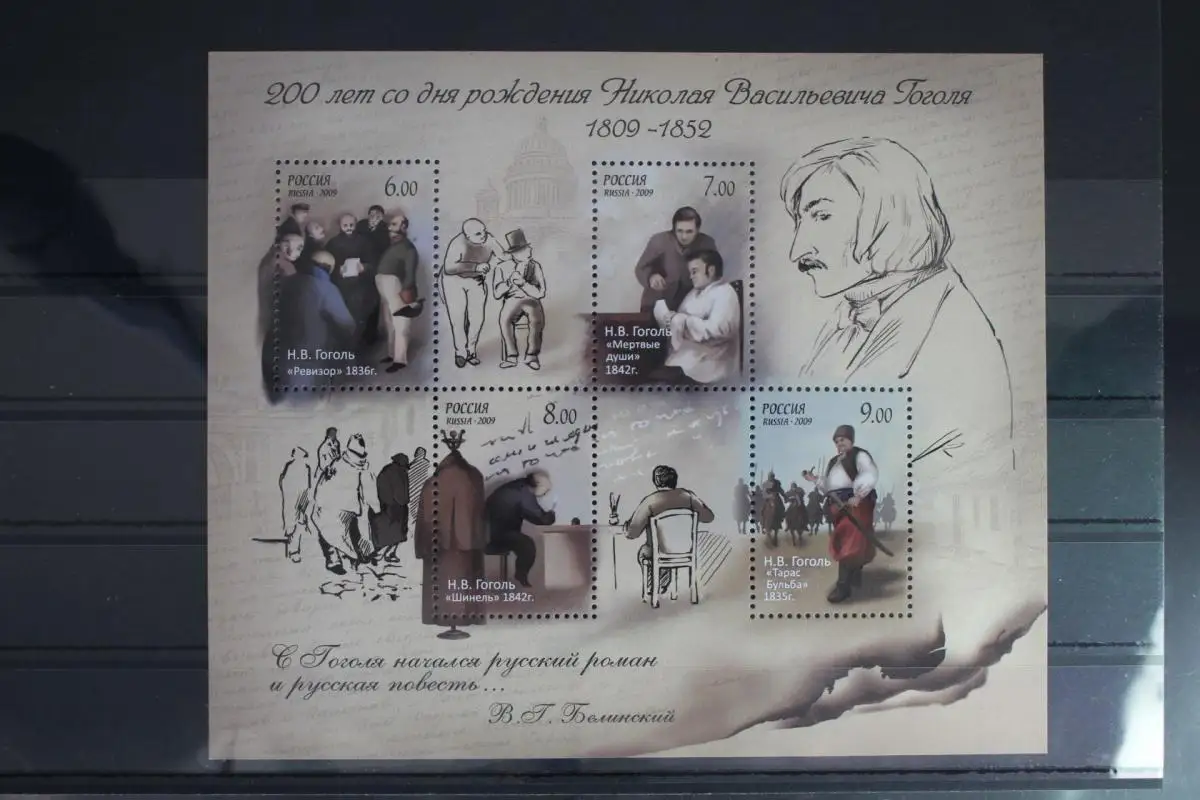 200 лет со дня рождения Николая Васильевича Гоголя
1809 - 1852
РОССИЯ 6.00
RUSSIA · 2009
Н.В. Гоголь
«Ревизор» 1836г.
РОССИЯ 7.00
RUSSIA · 2009
Н.В. Гоголь
«Мертвые
души»
1842г.
РОССИЯ 8.00
RUSSIA · 2009
Н.В. Гоголь
«Шинель» 1842г.
РОССИЯ 9.00
RUSSIA · 2009
Н.В. Гоголь
«Тарас
Бульба»
1835г.
С Гоголя начался русский роман
и русская повесть...
В.Г. Белинский